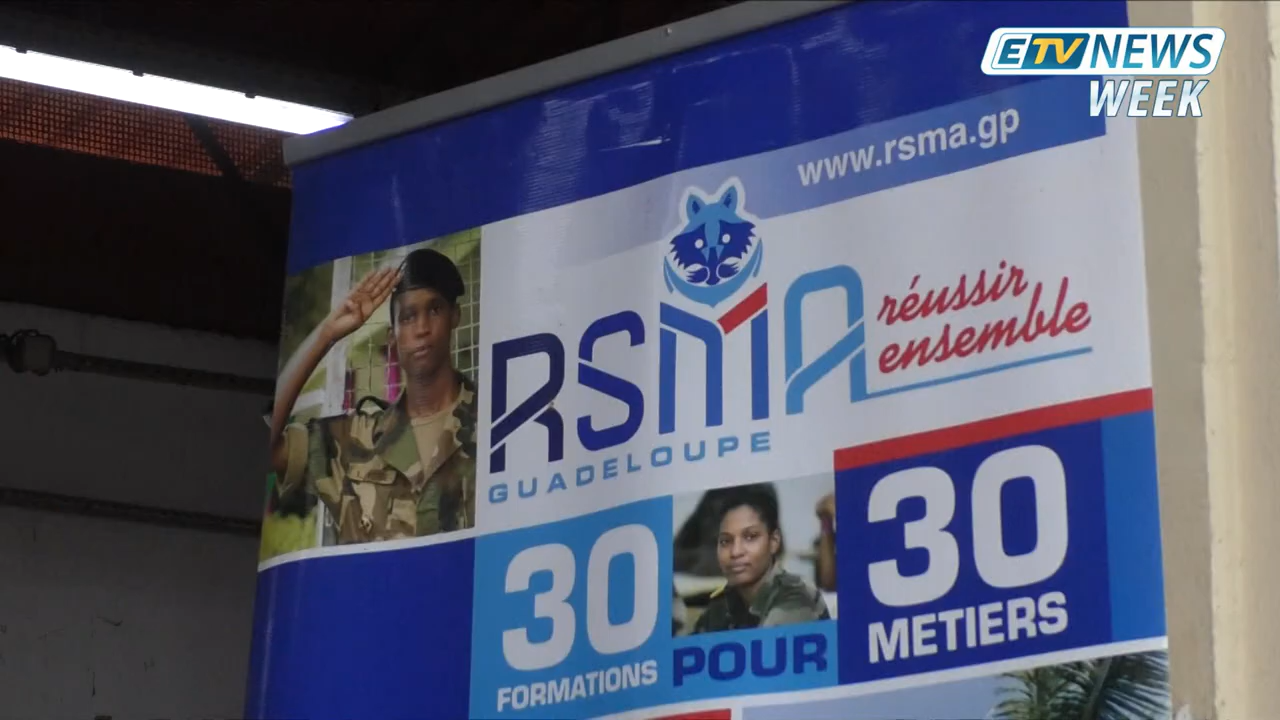 ETV NEWS
WEEK
www.rsma.gp
RSMA
GUADELOUPE
réussir
ensemble
30
FORMATIONS
POUR
30
METIERS